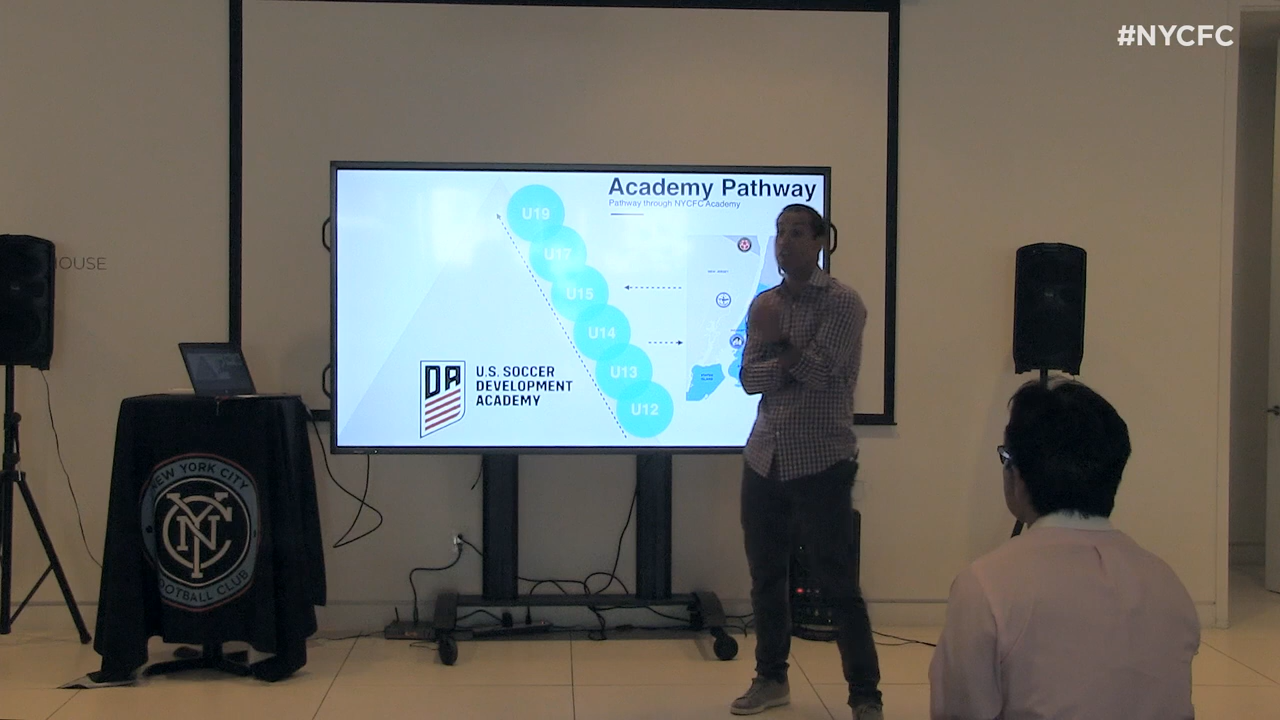 #NYCFC
Academy Pathway
Pathway through NYCFC Academy
U19
U17
U15
U14
U13
U12
DA
U.S. SOCCER
DEVELOPMENT
ACADEMY
OUSE
NEW YORK CITY
NYC
FOOTBALL CLUB